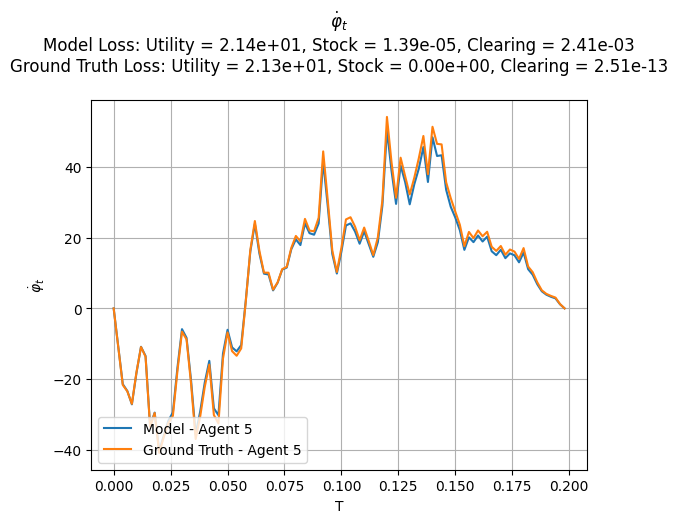 φ̇ₜ
Model Loss: Utility = 2.14e+01, Stock = 1.39e-05, Clearing = 2.41e-03
Ground Truth Loss: Utility = 2.13e+01, Stock = 0.00e+00, Clearing = 2.51e-13
φ̇ₜ
40
20
0
−20
−40
Model - Agent 5
Ground Truth - Agent 5
0.000 0.025 0.050 0.075 0.100 0.125 0.150 0.175 0.200
T